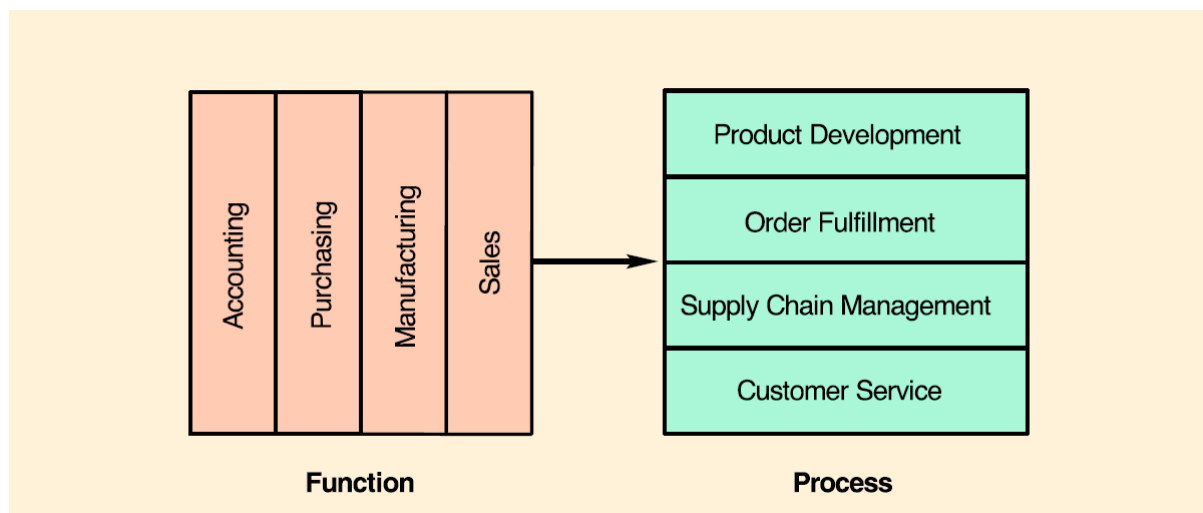 Accounting
Purchasing
Manufacturing
Sales
Product Development
Order Fulfillment
Supply Chain Management
Customer Service
Function
Process